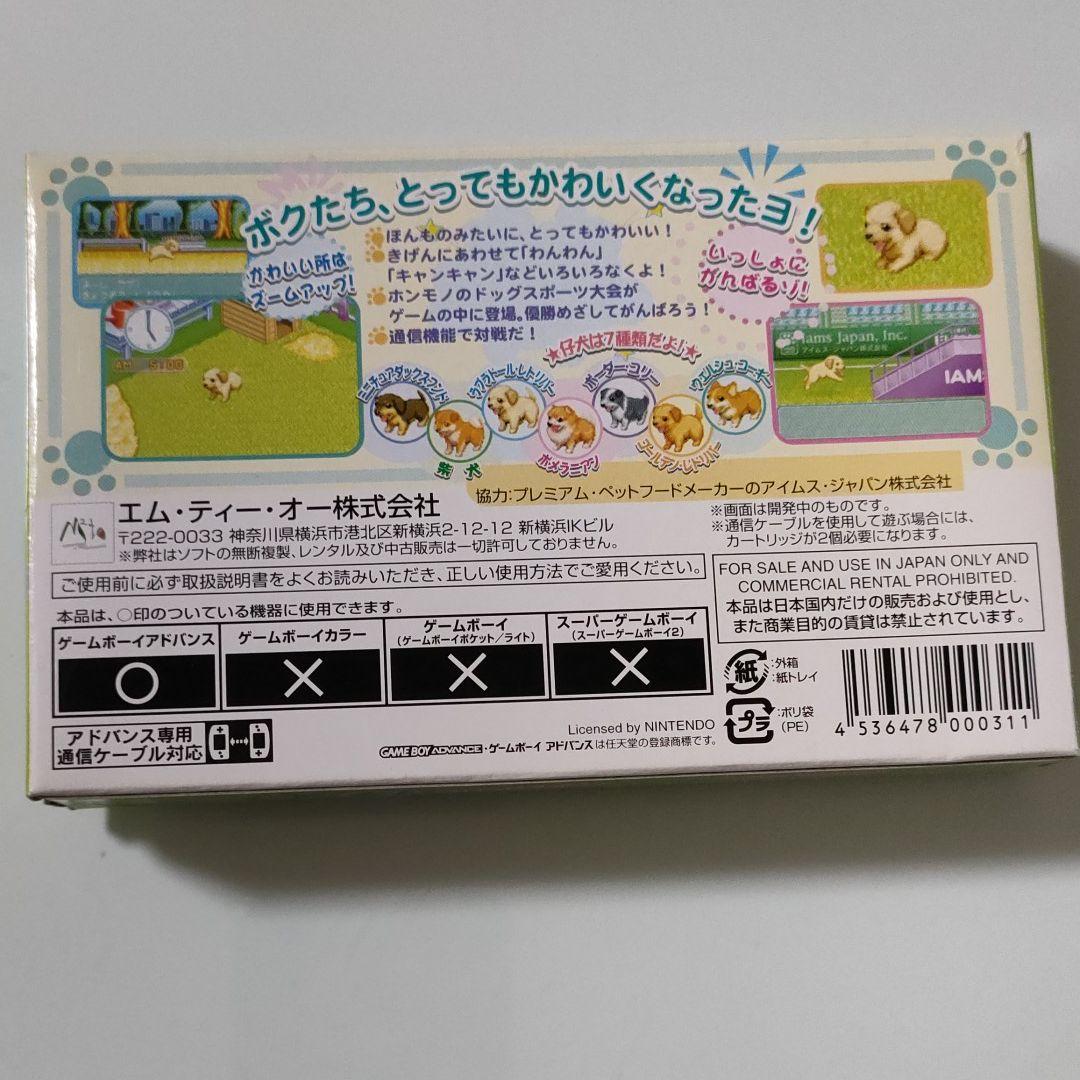 ボクたち、とってもかわいくなったヨ!
かわいい所は
ズームアップ!
ほんものみたいに、とってもかわいい!
きげんにあわせて「わんわん」
「キャンキャン」などいろいろなくよ!
ホンモノのドッグスポーツ大会が
ゲームの中に登場。優勝めざしてがんばろう!
通信機能で対戦だ!
いっしょに
がんばるゾ!
AM 5:00
iams Japan, Inc.
アイムス・ジャパン株式会社
IAMS
★仔犬は7種類だよ!★
ミニチュアダックスフンド
柴犬
ラブラドール・レトリバー
ポメラニアン
ボーダー・コリー
ゴールデン・レトリバー
ウェルシュ・コーギー
協力:プレミアム・ペットフードメーカーのアイムス・ジャパン株式会社
Mto
エム・ティー・オー株式会社
〒222-0033 神奈川県横浜市港北区新横浜2-12-12 新横浜IKビル
※弊社はソフトの無断複製、レンタル及び中古販売は一切許可しておりません。
※画面は開発中のものです。
※通信ケーブルを使用して遊ぶ場合には、
カートリッジが2個必要になります。
ご使用前に必ず取扱説明書をよくお読みいただき、正しい使用方法でご愛用ください。
FOR SALE AND USE IN JAPAN ONLY AND
COMMERCIAL RENTAL PROHIBITED.
本品は日本国内だけの販売および使用とし、
また商業目的の賃貸は禁止されています。
本品は、○印のついている機器に使用できます。
ゲームボーイアドバンス
ゲームボーイカラー
ゲームボーイ
(ゲームボーイポケット/ライト)
スーパーゲームボーイ
(スーパーゲームボーイ2)
○
×
×
×
紙
:外箱
:紙トレイ
プラ
:ポリ袋
(PE)
4 536478 000311
アドバンス専用
通信ケーブル対応
Licensed by NINTENDO
GAME BOY ADVANCE・ゲームボーイ アドバンスは任天堂の登録商標です。